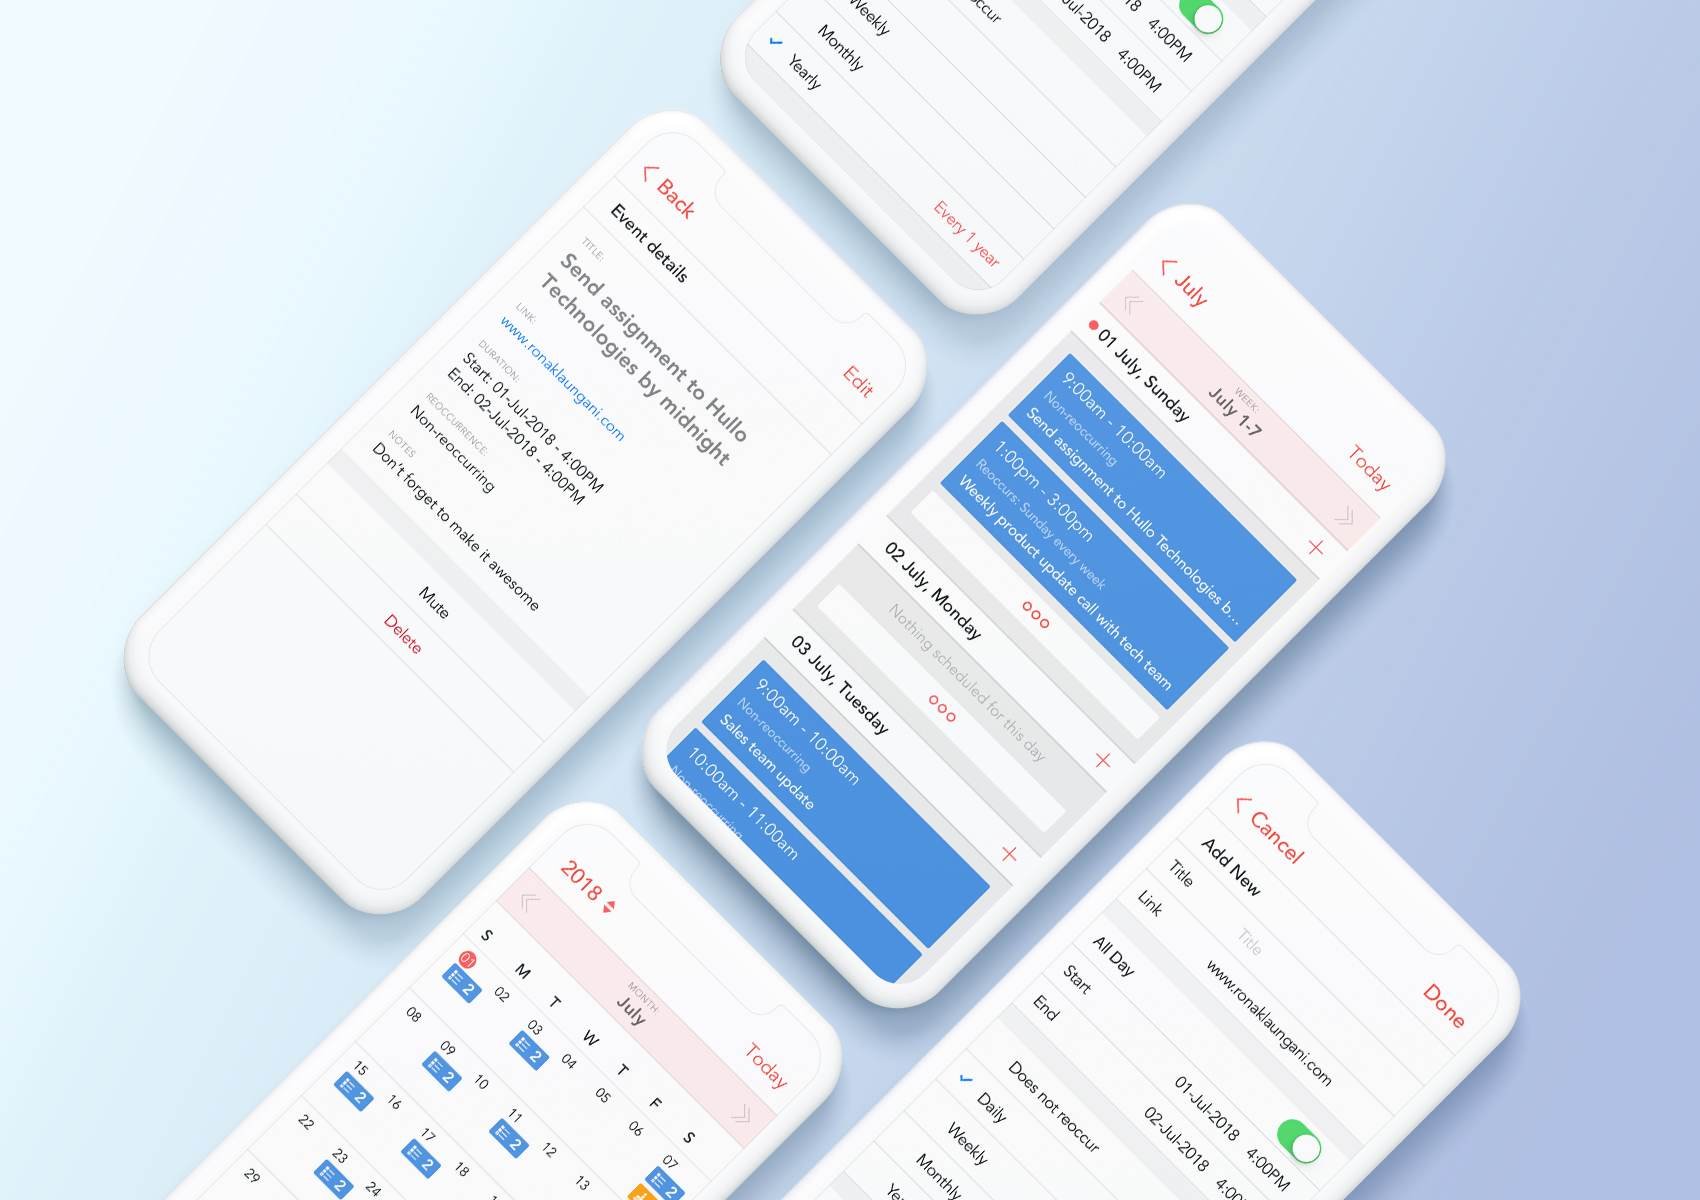 Weekly
Monthly
Yearly
4:00PM
4:00PM
Every 1 year
Back
Edit
Event details
TITLE:
Send assignment to Hullo
Technologies by midnight
LINK:
www.ronaklaungani.com
DURATION:
Start: 01-Jul-2018 - 4:00PM
End: 02-Jul-2018 - 4:00PM
REOCCURRENCE:
Non-reoccurring
NOTES
Don't forget to make it awesome
Mute
Delete
July
Today
WEEK:
July 1-7
01 July, Sunday
9:00am - 10:00am
Non-reoccurring
Send assignment to Hullo Technologies b...
1:00pm - 3:00pm
Reoccurs: Sunday every week
Weekly product update call with tech team
02 July, Monday
Nothing scheduled for this day
03 July, Tuesday
9:00am - 10:00am
Non-reoccurring
Sales team update
10:00am - 11:00am
Non-reoccurring
2018
Today
MONTH:
July
S M T W T F S
01 02 03 04 05 06 07
2 2 2
08 09 10 11 12 13
2 2
15 16 17 18
2 2
22 23 24
2
29
Cancel
Done
Add New
Title Title
Link www.ronaklaungani.com
All Day
Start 01-Jul-2018 4:00PM
End 02-Jul-2018
Does not reoccur
Daily
Weekly
Monthly